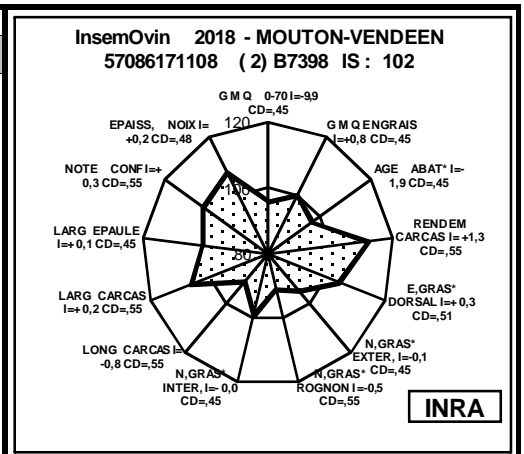 InsemOvin 2018 - MOUTON-VENDEEN
57086171108 ( 2) B7398 IS : 102
G M Q 0-70 I=-9,9
CD=,45
120
EPAISS, NOIX I=
+0,2 CD=,48
G M Q ENGRAIS
I=+0,8 CD=,45
NOTE CONF I=+
0,3 CD=,55
100
AGE ABAT* I=-
1,9 CD=,45
LARG EPAULE
I=+0,1 CD=,45
RENDEM
CARCAS I= +1,3
CD=,55
80
LARG CARCAS
I=+0,2 CD=,55
E,GRAS*
DORSAL I=+0,3
CD=,51
LONG CARCAS I=
-0,8 CD=,55
N,GRAS*
EXTER, I=-0,1
CD=,45
N,GRAS*
INTER, I=-0,0
CD=,45
N,GRAS*
ROGNON I=-0,5
CD=,55
INRA